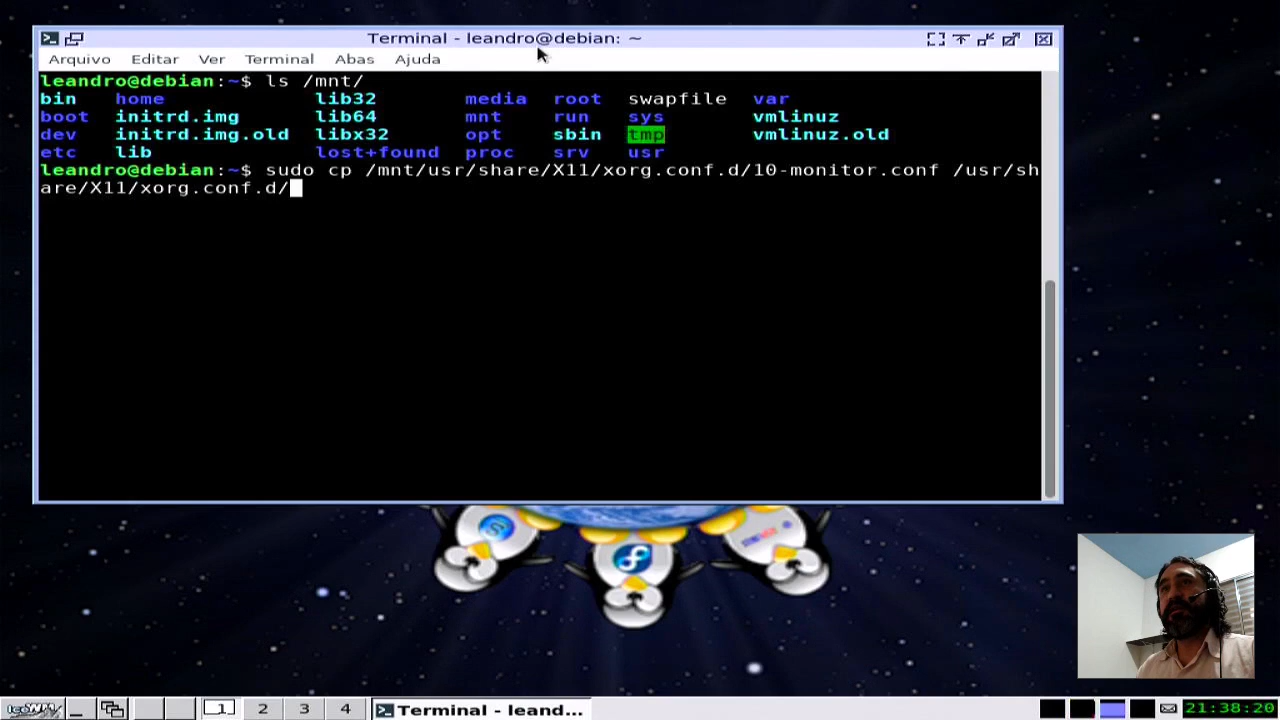 Terminal - leandro@debian: ~
Arquivo Editar Ver Terminal Abas Ajuda
leandro@debian:~$ ls /mnt/
bin home lib32 media root swapfile var
boot initrd.img lib64 mnt run sys vmlinuz
dev initrd.img.old libx32 opt sbin tmp vmlinuz.old
etc lib lost+found proc srv usr
leandro@debian:~$ sudo cp /mnt/usr/share/X11/xorg.conf.d/10-monitor.conf /usr/sh
are/X11/xorg.conf.d/
IceWM 1 2 3 4 Terminal - leand... 21:38:20